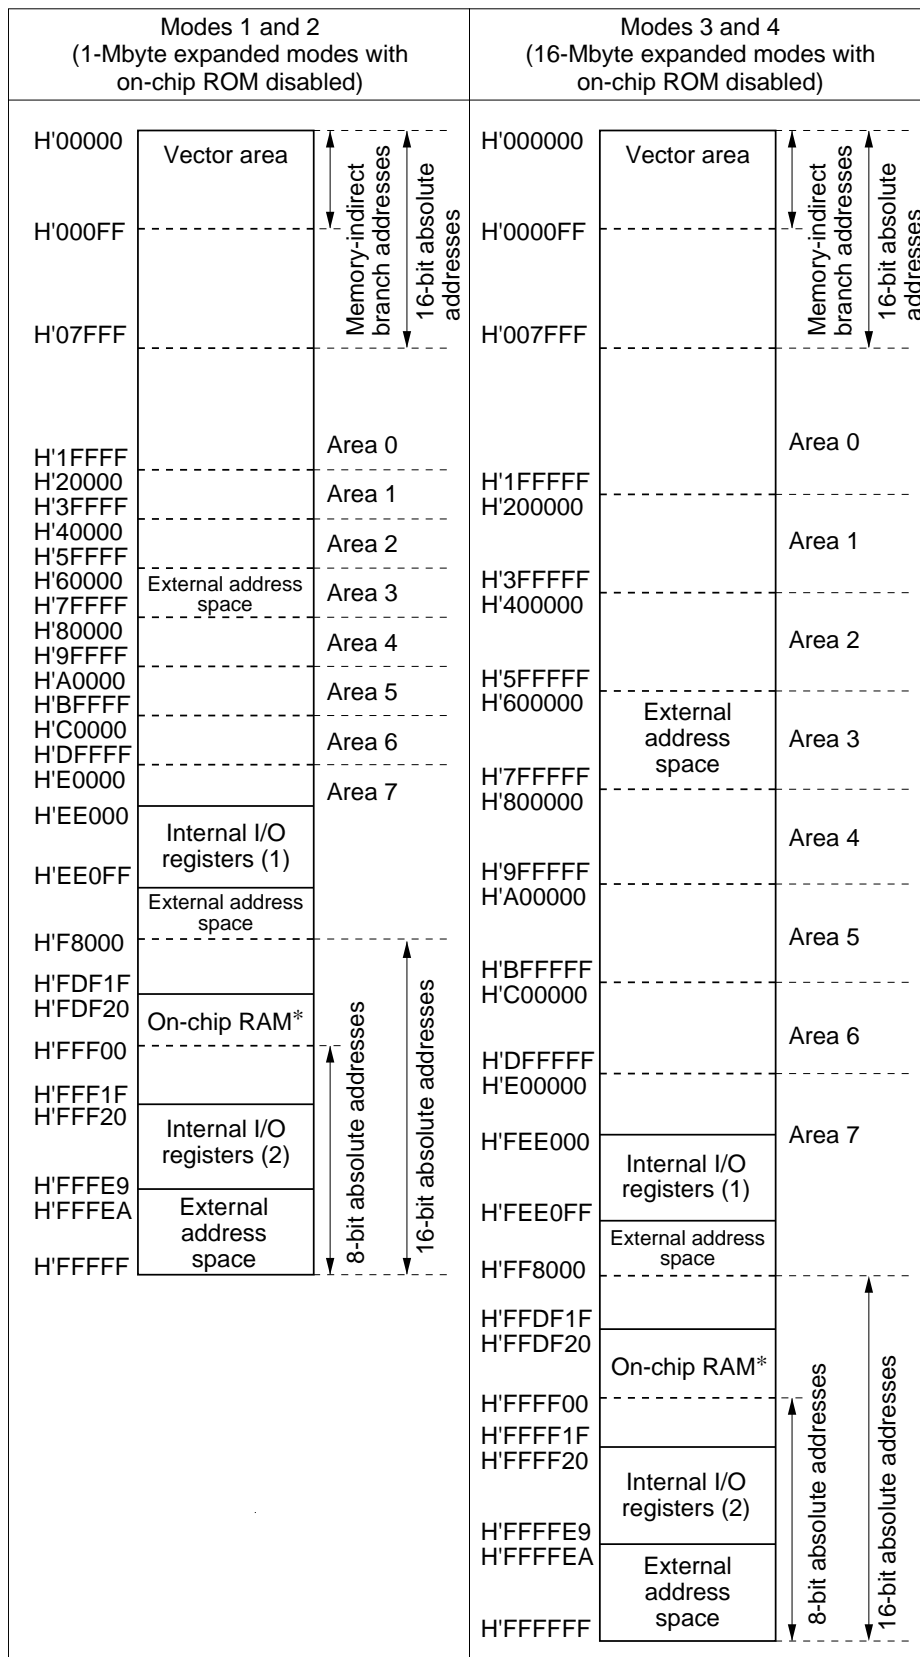 Modes 1 and 2
(1-Mbyte expanded modes with
on-chip ROM disabled)
H'00000
Vector area
H'000FF
Memory-indirect
branch addresses
16-bit absolute
addresses
H'07FFF
Area 0
H'1FFFF
H'20000
Area 1
H'3FFFF
H'40000
Area 2
H'5FFFF
H'60000
External address
space
Area 3
H'7FFFF
H'80000
Area 4
H'9FFFF
H'A0000
Area 5
H'BFFFF
H'C0000
Area 6
H'DFFFF
H'E0000
Area 7
H'EE000
Internal I/O
registers (1)
H'EE0FF
External address
space
H'F8000
H'FDF1F
H'FDF20
On-chip RAM*
H'FFF00
H'FFF1F
H'FFF20
Internal I/O
registers (2)
H'FFFE9
H'FFFEA
External
address
space
H'FFFFF
8-bit absolute addresses
16-bit absolute addresses
Modes 3 and 4
(16-Mbyte expanded modes with
on-chip ROM disabled)
H'000000
Vector area
H'0000FF
Memory-indirect
branch addresses
16-bit absolute
addresses
H'007FFF
Area 0
H'1FFFFF
H'200000
Area 1
H'3FFFFF
H'400000
Area 2
H'5FFFFF
H'600000
External
address
space
Area 3
H'7FFFFF
H'800000
Area 4
H'9FFFFF
H'A00000
Area 5
H'BFFFFF
H'C00000
Area 6
H'DFFFFF
H'E00000
Area 7
H'FEE000
Internal I/O
registers (1)
H'FEE0FF
External address
space
H'FF8000
H'FFDF1F
H'FFDF20
On-chip RAM*
H'FFFF00
H'FFFF1F
H'FFFF20
Internal I/O
registers (2)
H'FFFFE9
H'FFFFEA
External
address
space
H'FFFFFF
8-bit absolute addresses
16-bit absolute addresses